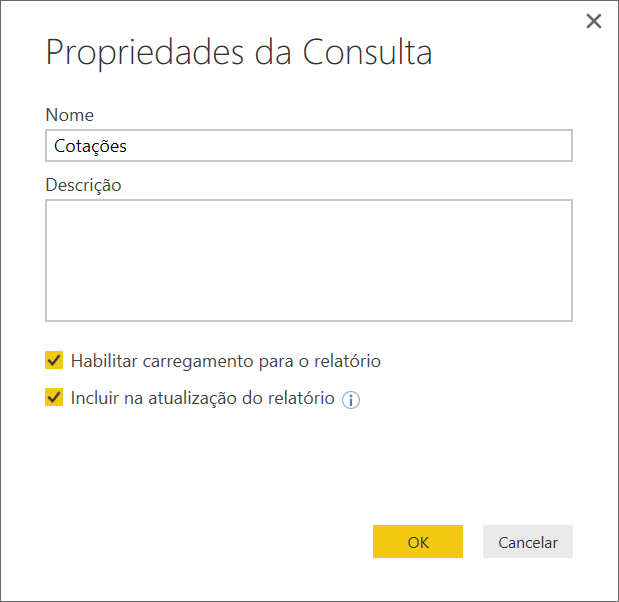 Propriedades da Consulta
Nome
Cotações
Descrição
Habilitar carregamento para o relatório
Incluir na atualização do relatório
OK
Cancelar